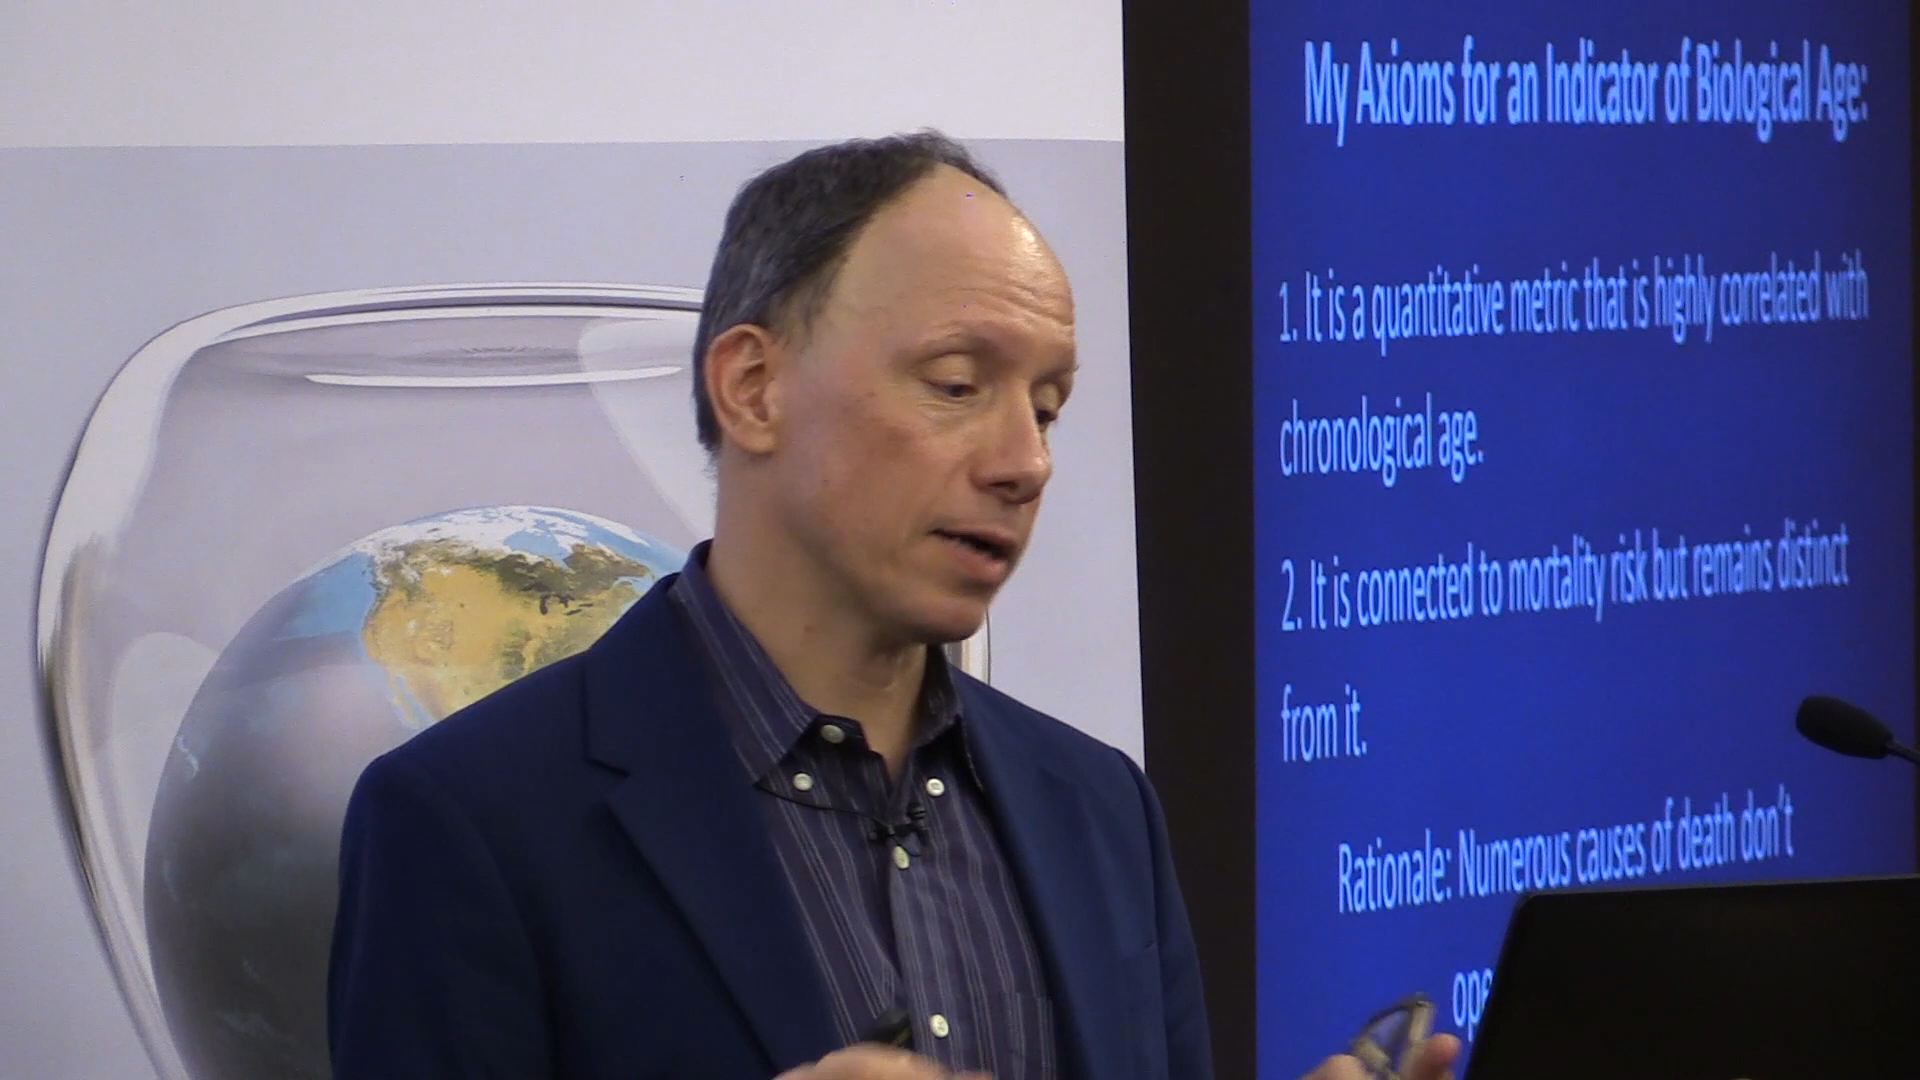 My Axioms for an Indicator of Biological Age:
1. It is a quantitative metric that is highly correlated with
chronological age.
2. It is connected to mortality risk but remains distinct
from it.
Rationale: Numerous causes of death don't